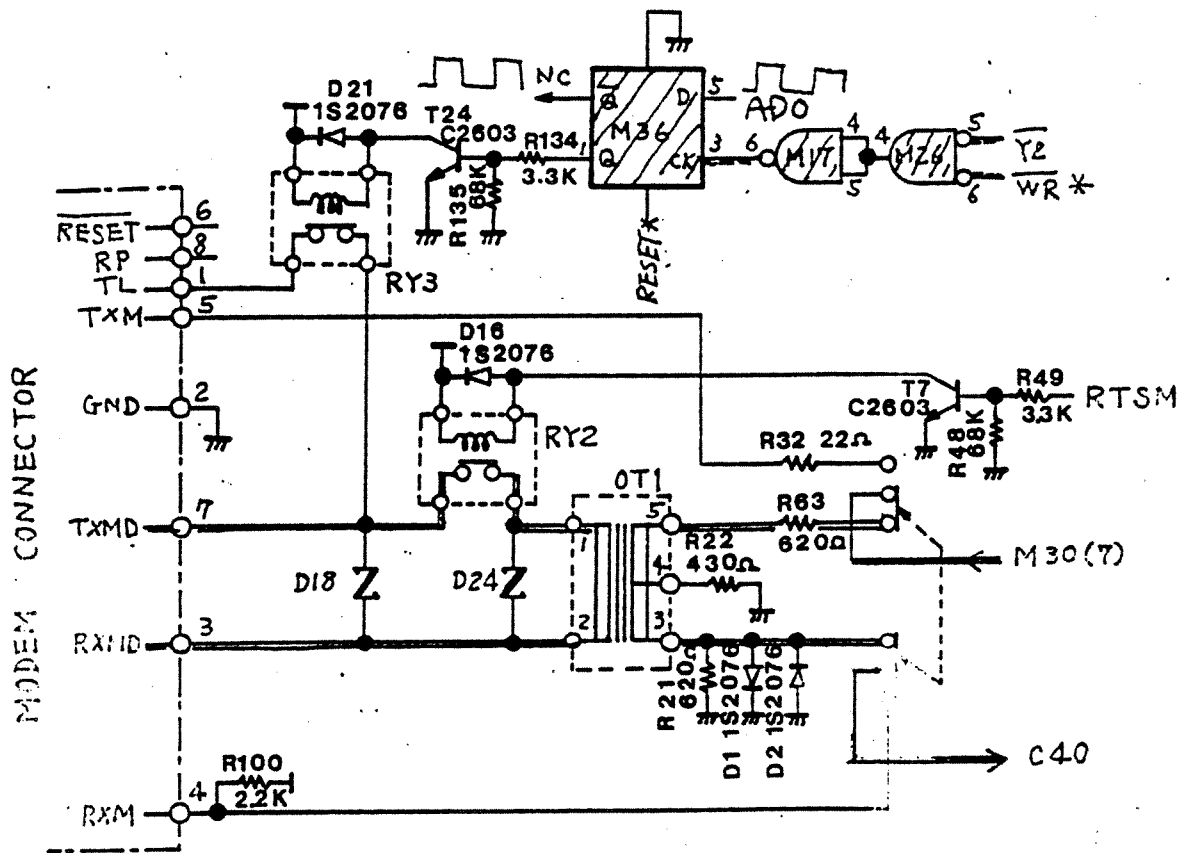 NC
Q
D
5
AD0
M36
1
Q
CK
3
6
M17
4
5
4
M26
5
Y2
6
WR *
RESET*
D21
1S2076
T24
C2603
R134
3.3K
R135
68K
RY3
RESET
6
RP
8
TL
1
TXM
5
GND
2
TXMD
7
RXMD
3
RXM
4
MODEM CONNECTOR
D16
1S2076
RY2
T7
C2603
R49
3.3K
RTSM
R48
68K
R32 22Ω
OT1
1
2
5
4
3
R63
620Ω
R22
430Ω
M30(7)
D18
D24
R21
620Ω
D1 1S2076
D2 1S2076
C40
R100
2.2K